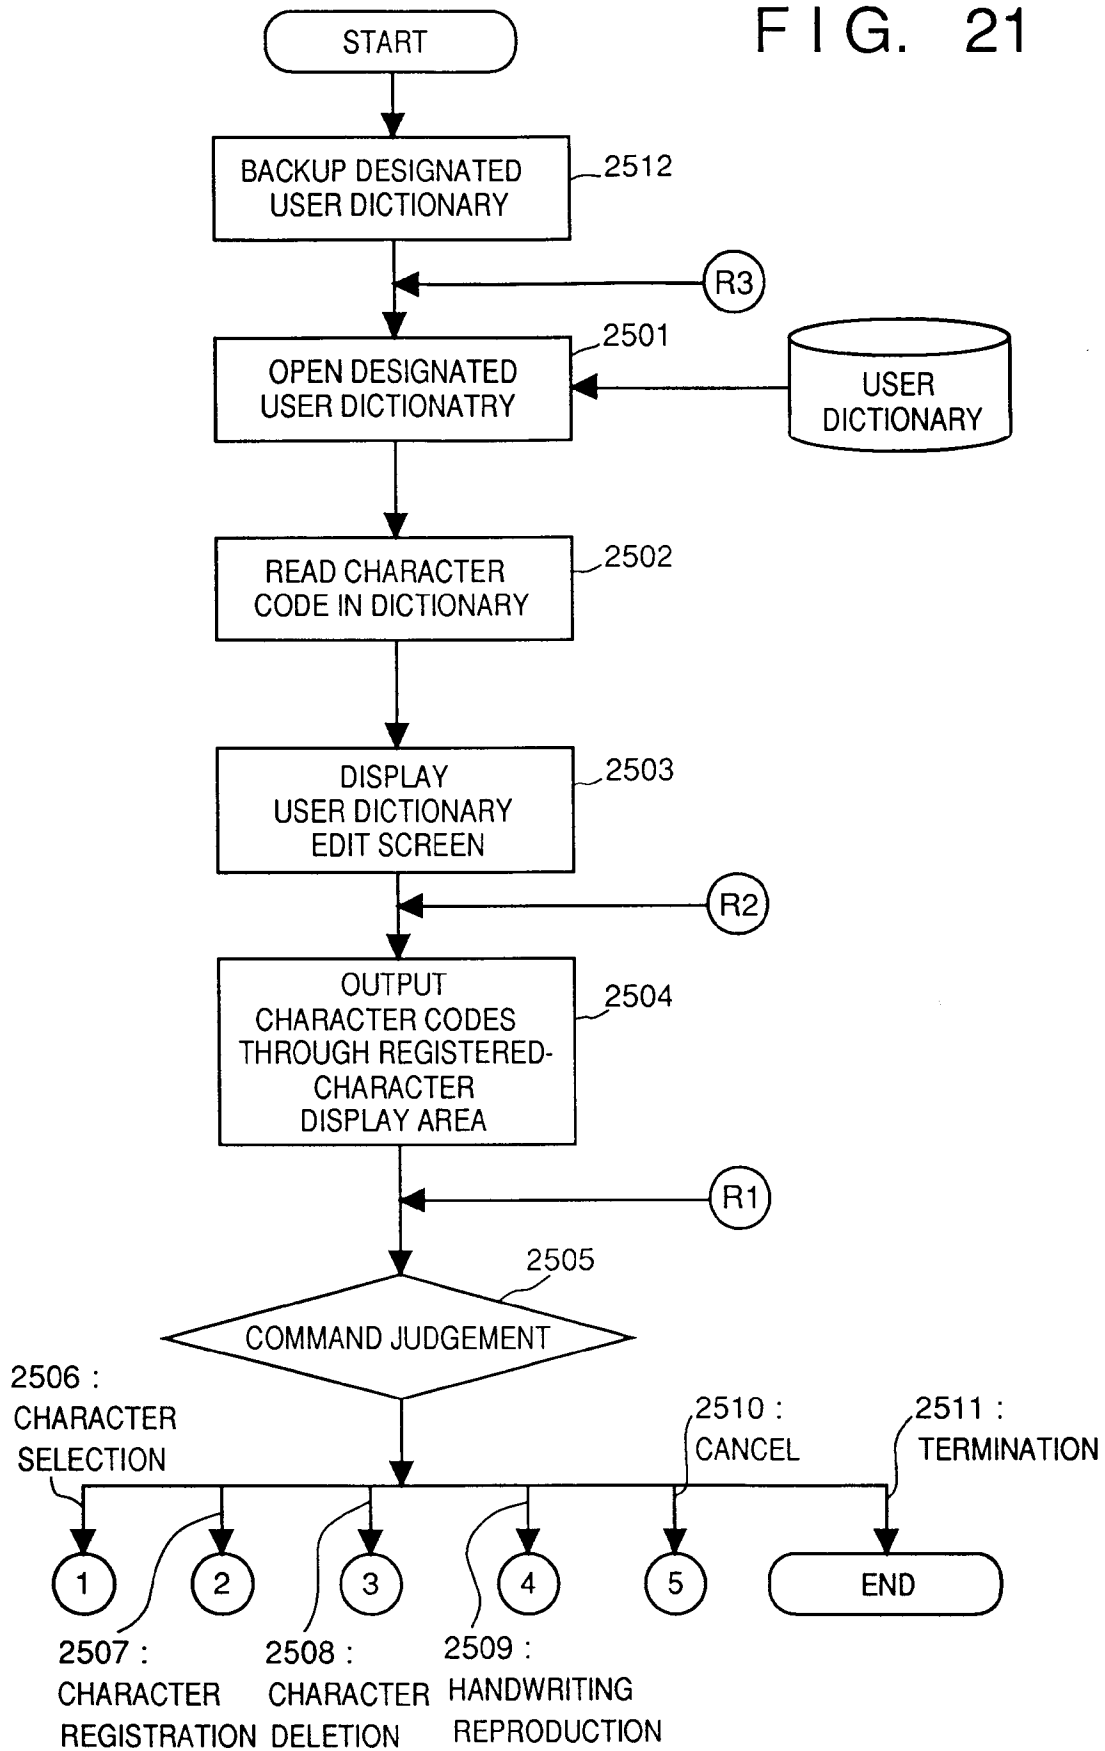 FIG. 21
START
BACKUP DESIGNATED
USER DICTIONARY
2512
R3
2501
OPEN DESIGNATED
USER DICTIONATRY
USER
DICTIONARY
2502
READ CHARACTER
CODE IN DICTIONARY
2503
DISPLAY
USER DICTIONARY
EDIT SCREEN
R2
OUTPUT
CHARACTER CODES
THROUGH REGISTERED-
CHARACTER
DISPLAY AREA
2504
R1
2505
COMMAND JUDGEMENT
2506 :
CHARACTER
SELECTION
2510 :
CANCEL
2511 :
TERMINATION
1
2
3
4
5
END
2507 :
CHARACTER
REGISTRATION
2508 :
CHARACTER
DELETION
2509 :
HANDWRITING
REPRODUCTION